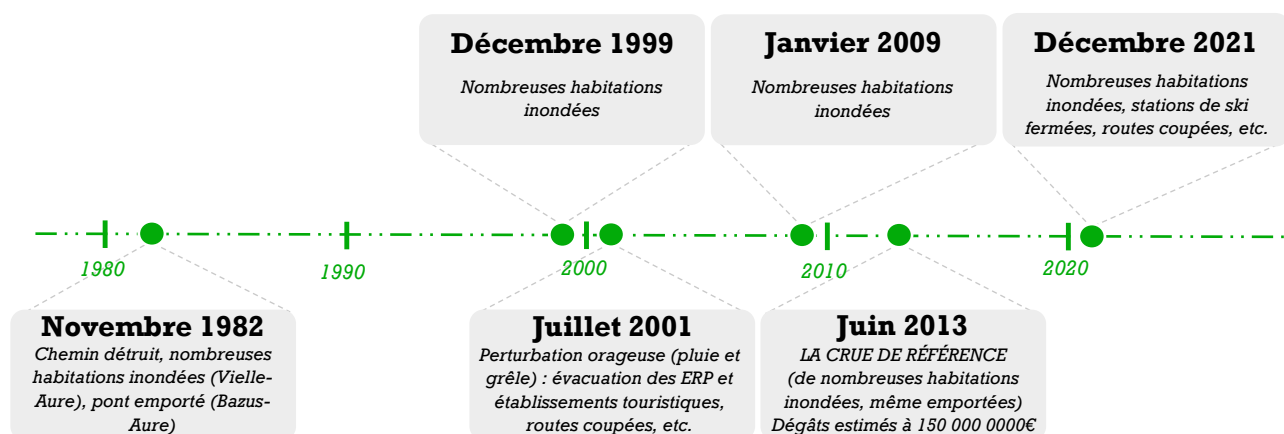 Décembre 1999
Nombreuses habitations
inondées
Janvier 2009
Nombreuses habitations
inondées
Décembre 2021
Nombreuses habitations
inondées, stations de ski
fermées, routes coupées, etc.
1980
1990
2000
2010
2020
Novembre 1982
Chemin détruit, nombreuses
habitations inondées (Vielle-
Aure), pont emporté (Bazus-
Aure)
Juillet 2001
Perturbation orageuse (pluie et
grêle) : évacuation des ERP et
établissements touristiques,
routes coupées, etc.
Juin 2013
LA CRUE DE RÉFÉRENCE
(de nombreuses habitations
inondées, même emportées)
Dégâts estimés à 150 000 0000€